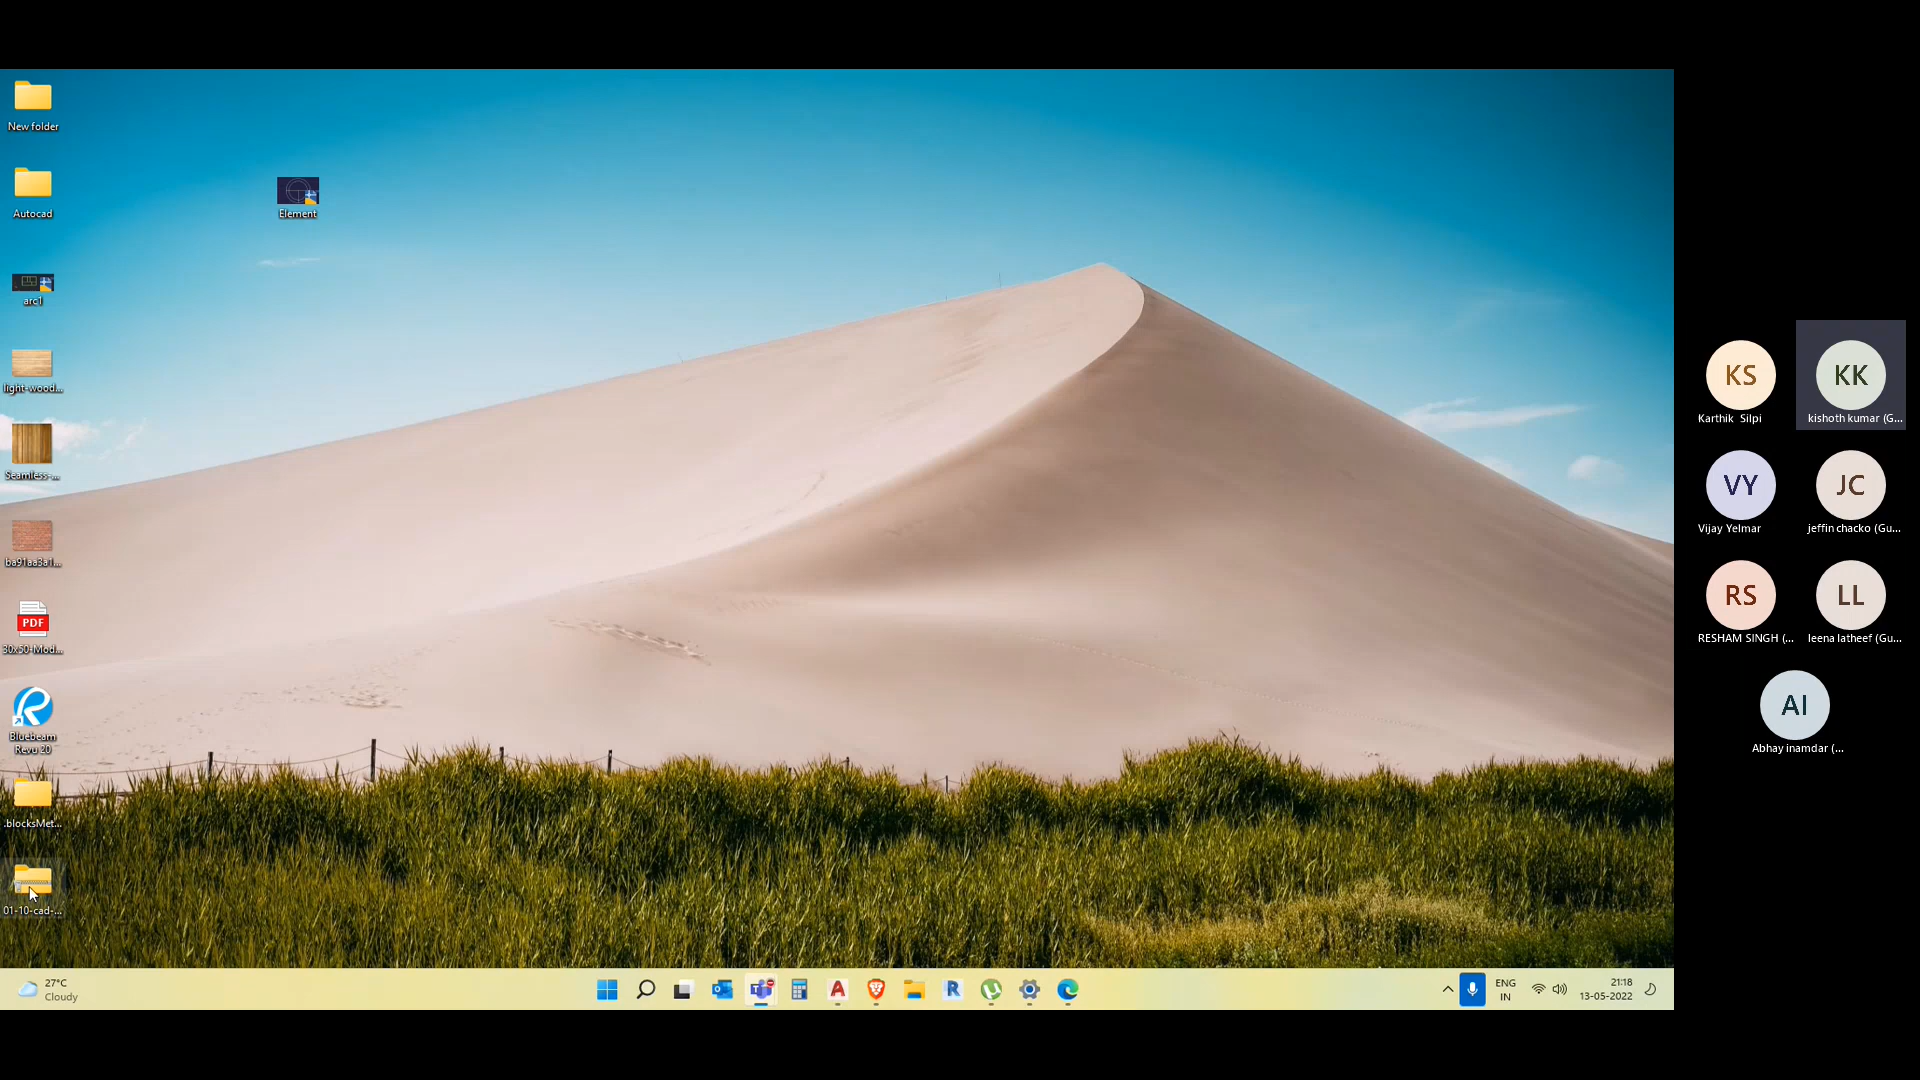 New folder
Autocad
Element
arc1
light-wood...
Seamless-...
ba91aa3a1...
PDF
30x50-Mod...
Bluebeam
Revu 20
.blocksMet...
01-10-cad-...
27°C
Cloudy
ENG
IN
21:18
13-05-2022
KS
Karthik Silpi
KK
kishoth kumar (G...
VY
Vijay Yelmar
JC
jeffin chacko (Gu...
RS
RESHAM SINGH (...
LL
leena latheef (Gu...
AI
Abhay inamdar (...